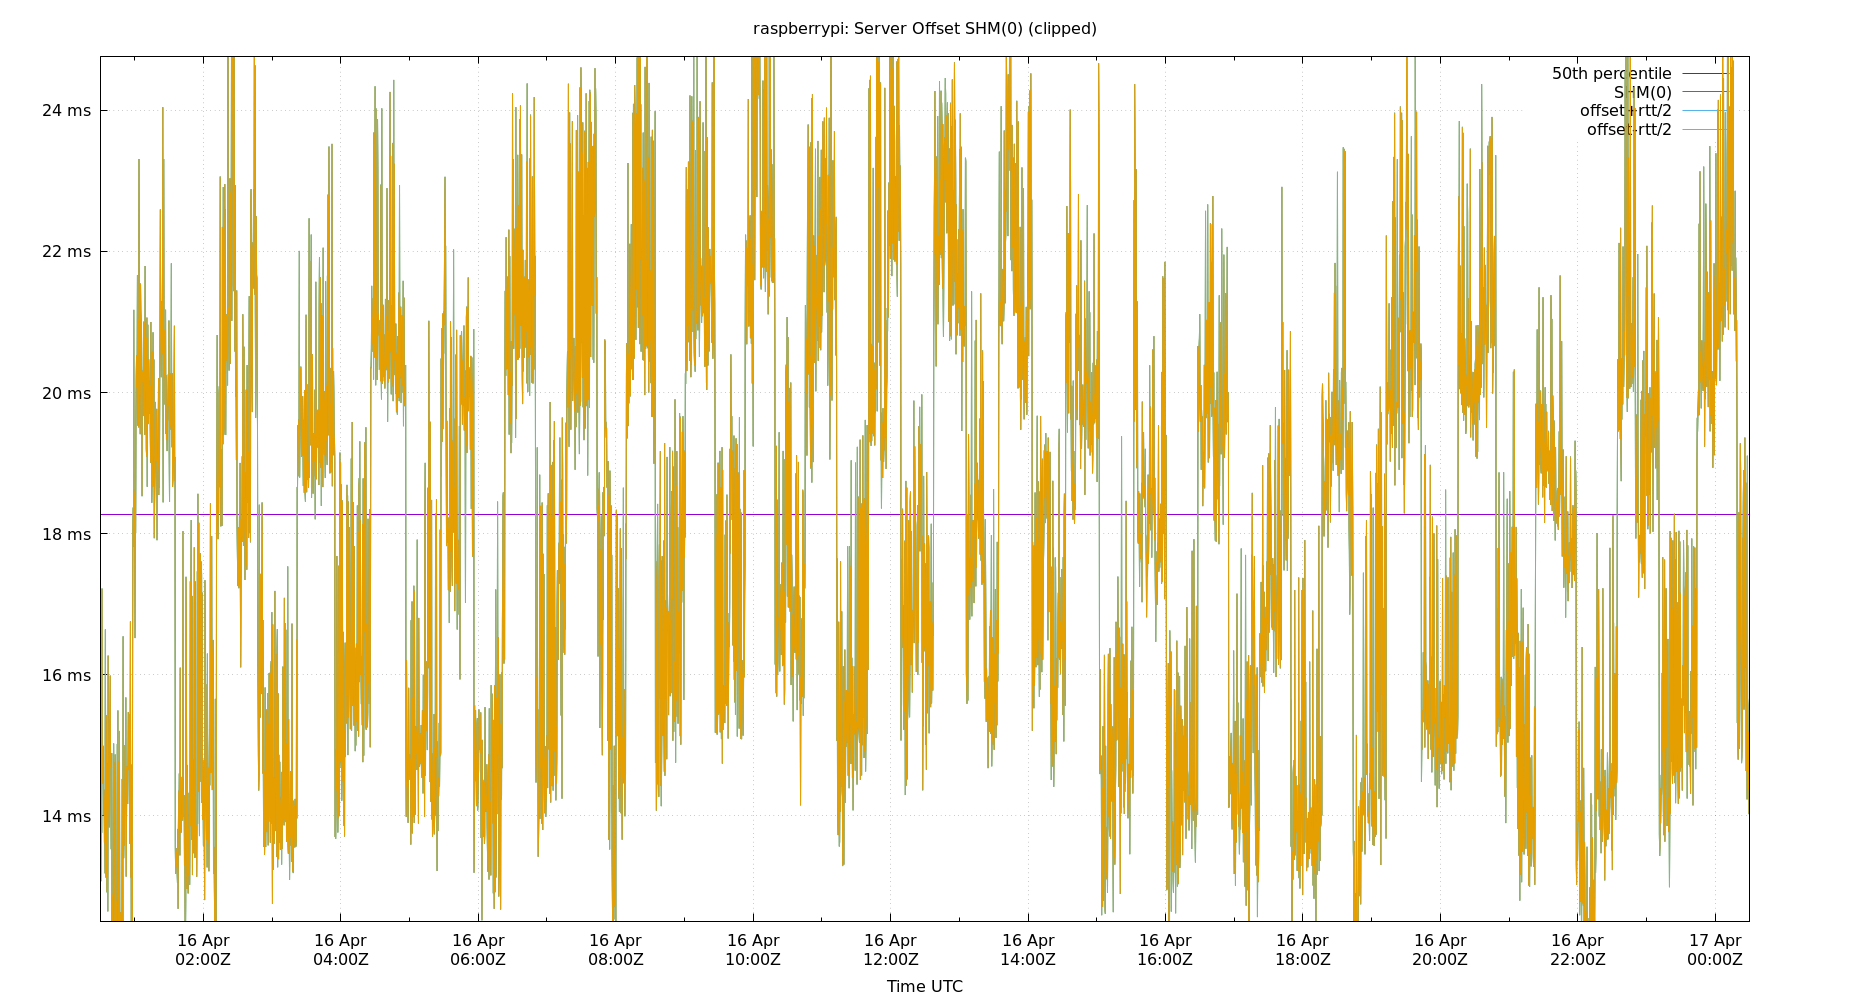 raspberrypi: Server Offset SHM(0) (clipped)
50th percentile
SHM(0)
offset+rtt/2
offset-rtt/2
24 ms
22 ms
20 ms
18 ms
16 ms
14 ms
16 Apr 16 Apr 16 Apr 16 Apr 16 Apr 16 Apr 16 Apr 16 Apr 16 Apr 16 Apr 16 Apr 17 Apr
02:00Z 04:00Z 06:00Z 08:00Z 10:00Z 12:00Z 14:00Z 16:00Z 18:00Z 20:00Z 22:00Z 00:00Z
Time UTC